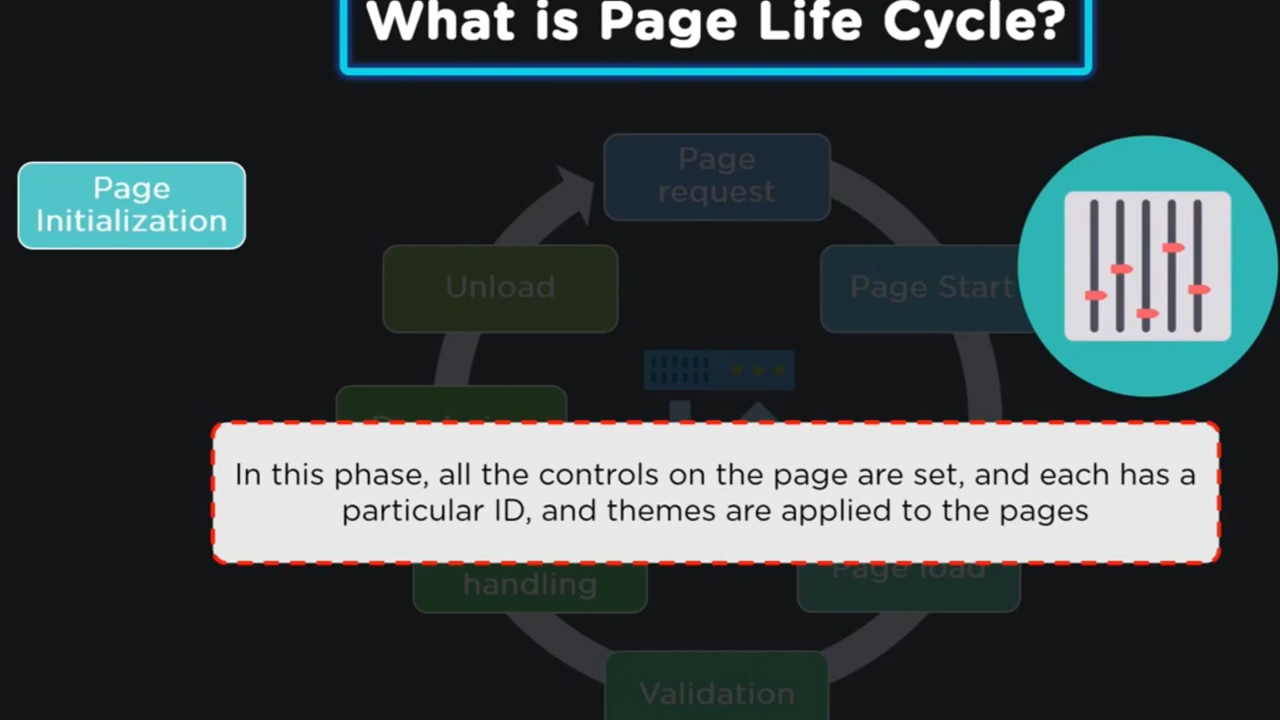 What is Page Life Cycle?
Page
Initialization
Page
request
Unload
Page Start
In this phase, all the controls on the page are set, and each has a
particular ID, and themes are applied to the pages
handling
Page load
Validation